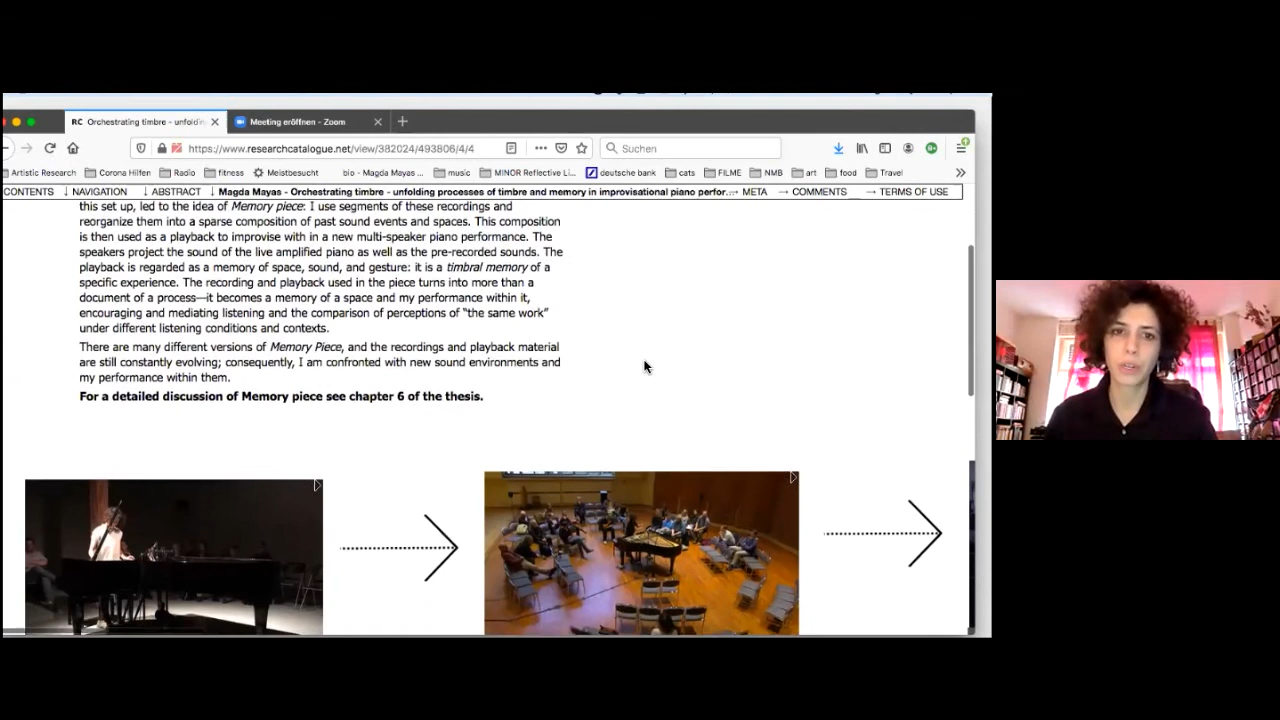 RC Orchestrating timbre - unfoldin
Meeting eröffnen - Zoom
https://www.researchcatalogue.net/view/382024/493806/4/4
Suchen
Artistic Research
Corona Hilfen
Radio
fitness
Meistbesucht
bio - Magda Mayas ...
music
MINOR Reflective Li...
deutsche bank
cats
FILME
NMB
art
food
Travel
CONTENTS ↓ NAVIGATION ↓ ABSTRACT ↓ Magda Mayas - Orchestrating timbre - unfolding processes of timbre and memory in improvisational piano perfor... → META → COMMENTS → TERMS OF USE
this set up, led to the idea of Memory piece: I use segments of these recordings and
reorganize them into a sparse composition of past sound events and spaces. This composition
is then used as a playback to improvise with in a new multi-speaker piano performance. The
speakers project the sound of the live amplified piano as well as the pre-recorded sounds. The
playback is regarded as a memory of space, sound, and gesture: it is a timbral memory of a
specific experience. The recording and playback used in the piece turns into more than a
document of a process—it becomes a memory of a space and my performance within it,
encouraging and mediating listening and the comparison of perceptions of “the same work”
under different listening conditions and contexts.
There are many different versions of Memory Piece, and the recordings and playback material
are still constantly evolving; consequently, I am confronted with new sound environments and
my performance within them.
For a detailed discussion of Memory piece see chapter 6 of the thesis.